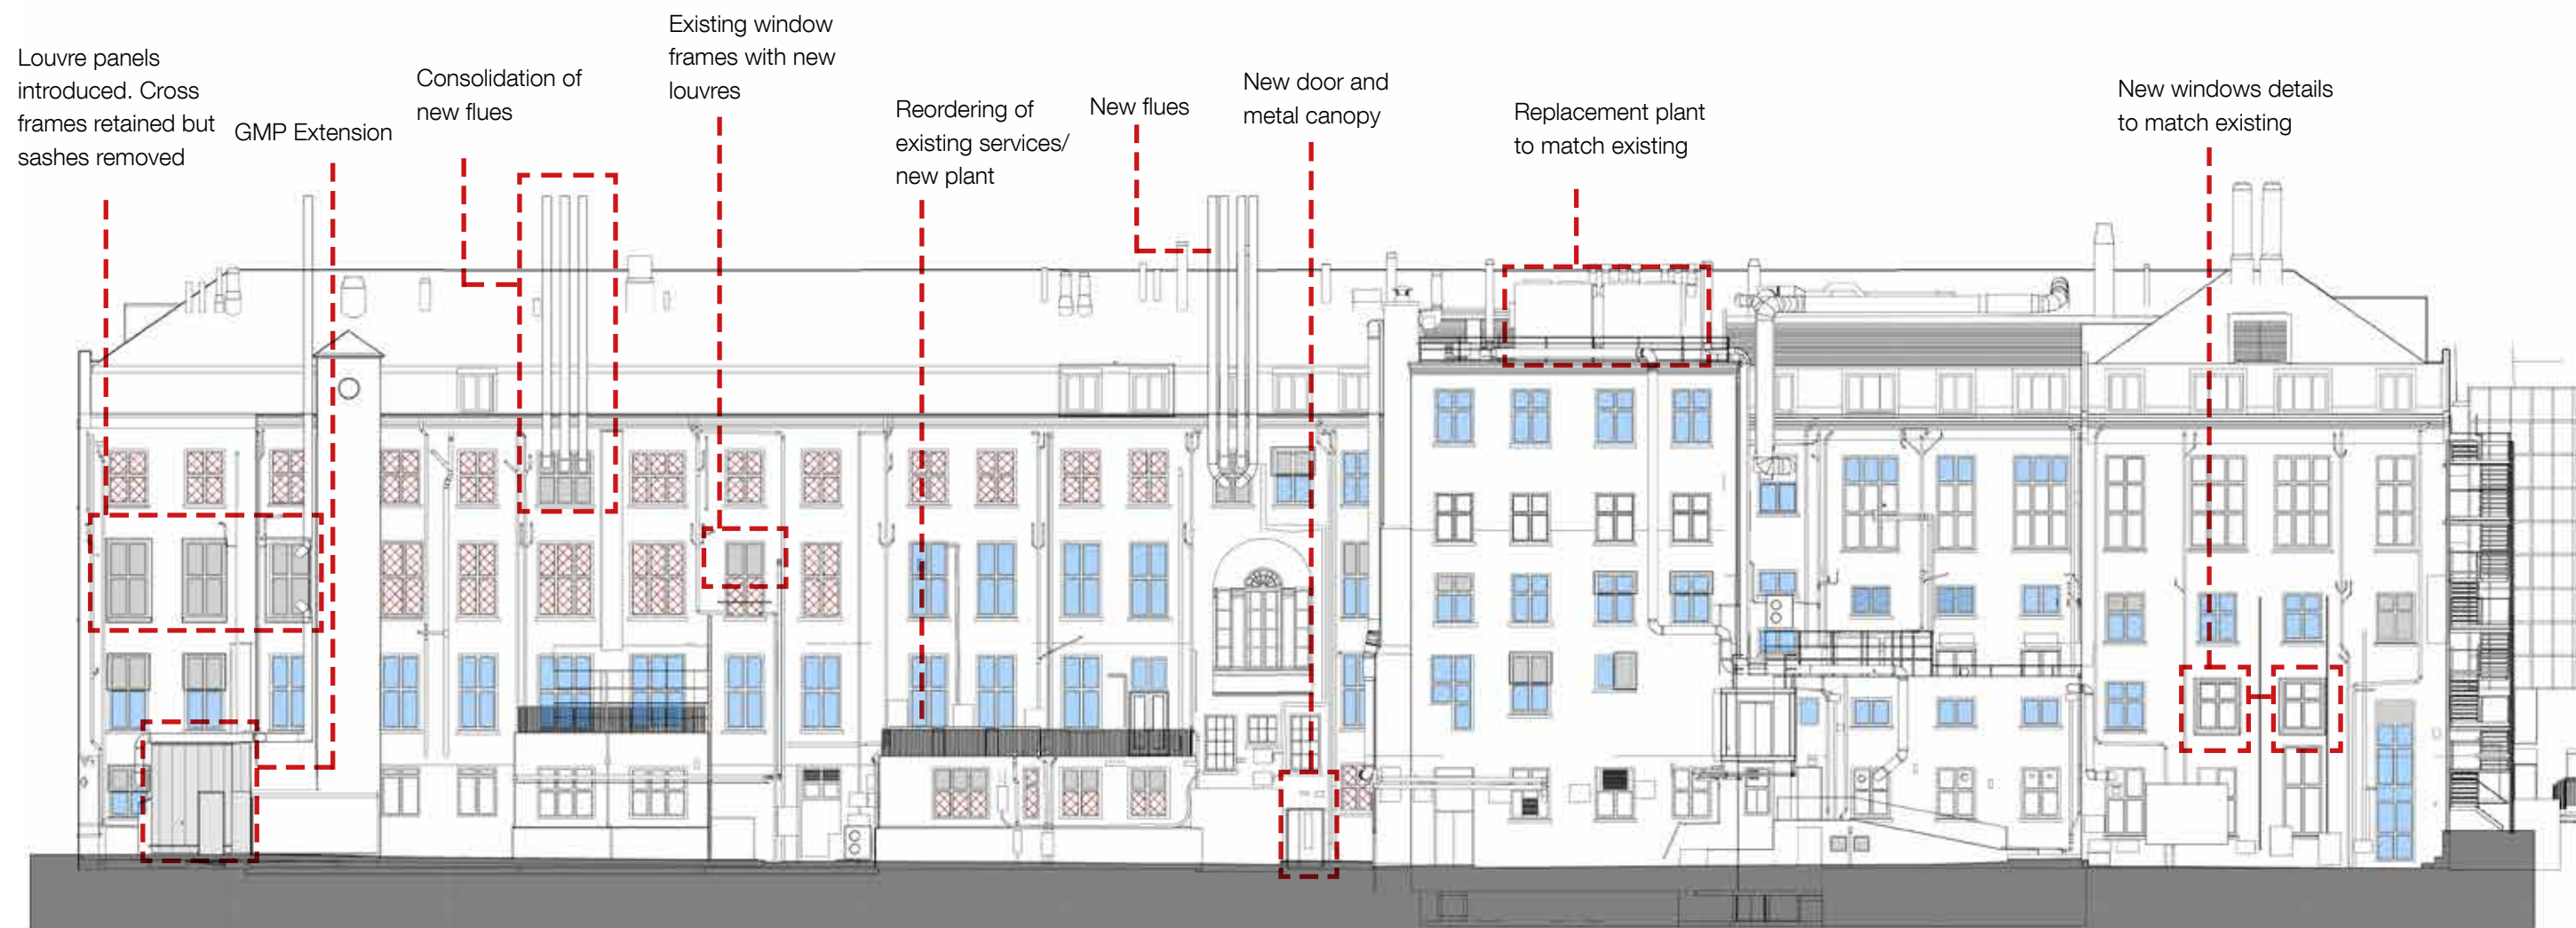 Louvre panels
introduced. Cross
frames retained but
sashes removed
GMP Extension
Consolidation of
new flues
Existing window
frames with new
louvres
Reordering of
existing services/
new plant
New flues
New door and
metal canopy
Replacement plant
to match existing
New windows details
to match existing